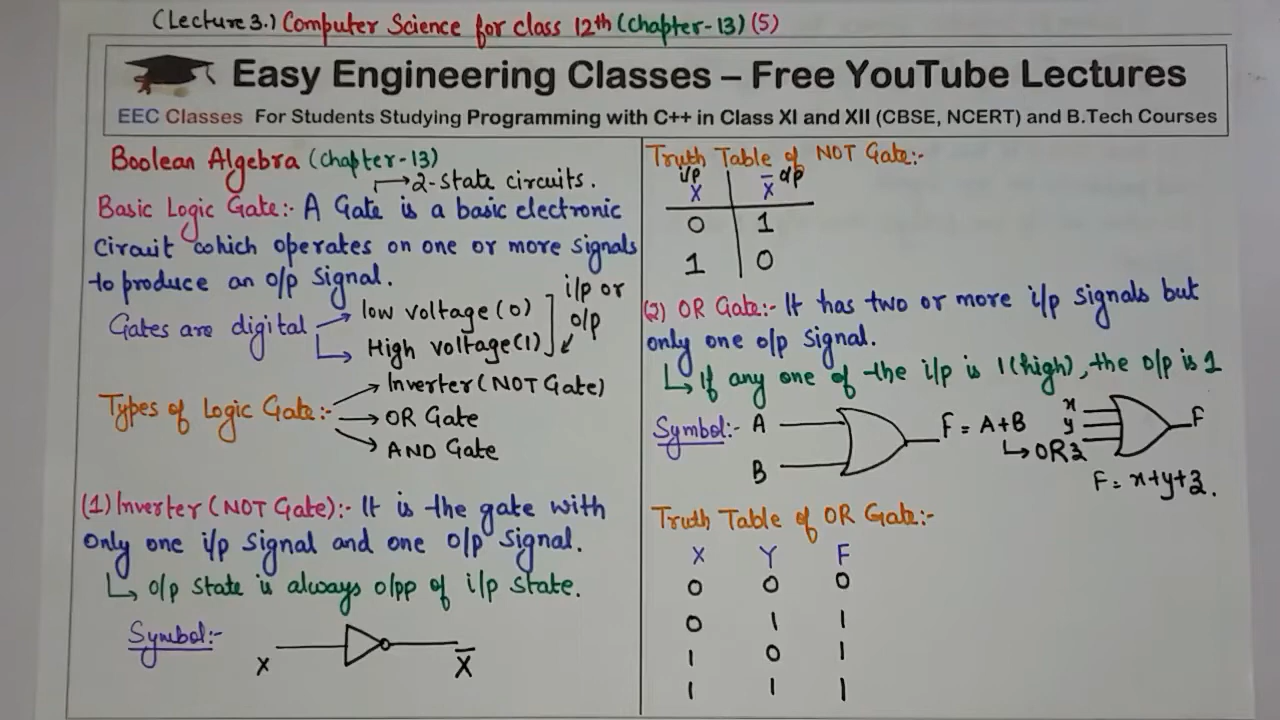 (Lecture 3.) Computer Science for class 12th (chapter-13) (5)
Easy Engineering Classes – Free YouTube Lectures
EEC Classes For Students Studying Programming with C++ in Class XI and XII (CBSE, NCERT) and B.Tech Courses
Boolean Algebra (chapter-13)
→ 2-state circuits.
Basic Logic Gate:- A Gate is a basic electronic
circuit which operates on one or more signals
to produce an o/p signal.
Gates are digital → low voltage (0)
→ High voltage (1)
i/p or
o/p
Types of Logic Gate:- → Inverter (NOT Gate)
→ OR Gate
→ AND Gate
(1) Inverter (NOT Gate):- It is the gate with
only one i/p signal and one o/p signal.
↳ o/p state is always opp of i/p state.
Symbol:-
X X̅
Truth Table of NOT Gate:-
i/p o/p
X X̅
0 1
1 0
(2) OR Gate:- It has two or more i/p signals but
only one o/p signal.
↳ If any one of the i/p is 1 (high), the o/p is 1
Symbol:- A
B
F = A+B
↳ OR
x
y
z
F
F = x+y+z.
Truth Table of OR Gate:-
X Y F
0 0 0
0 1 1
1 0 1
1 1 1